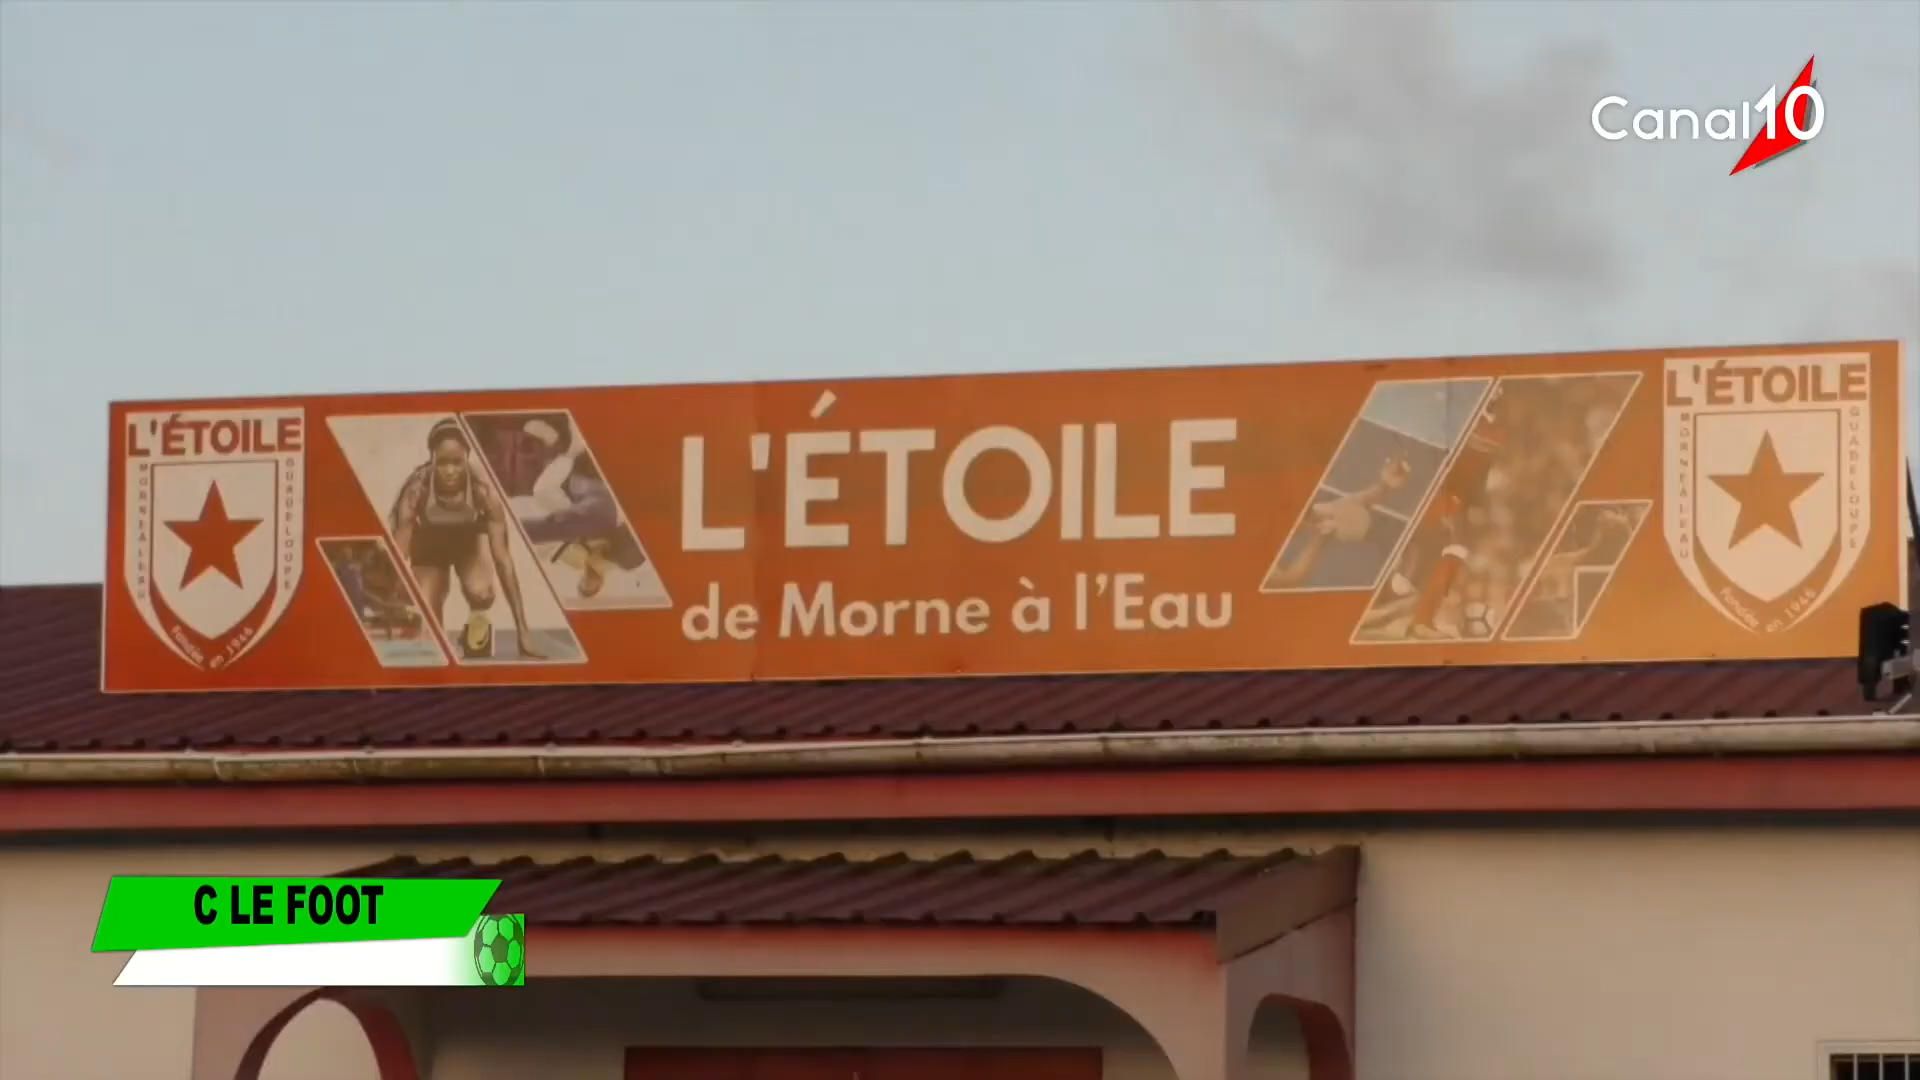 Canal10
L'ÉTOILE
MORNE À L'EAU
GUADELOUPE
Fondée en 1946
L'ÉTOILE
de Morne à l'Eau
L'ÉTOILE
MORNE À L'EAU
GUADELOUPE
Fondée en 1946
C LE FOOT